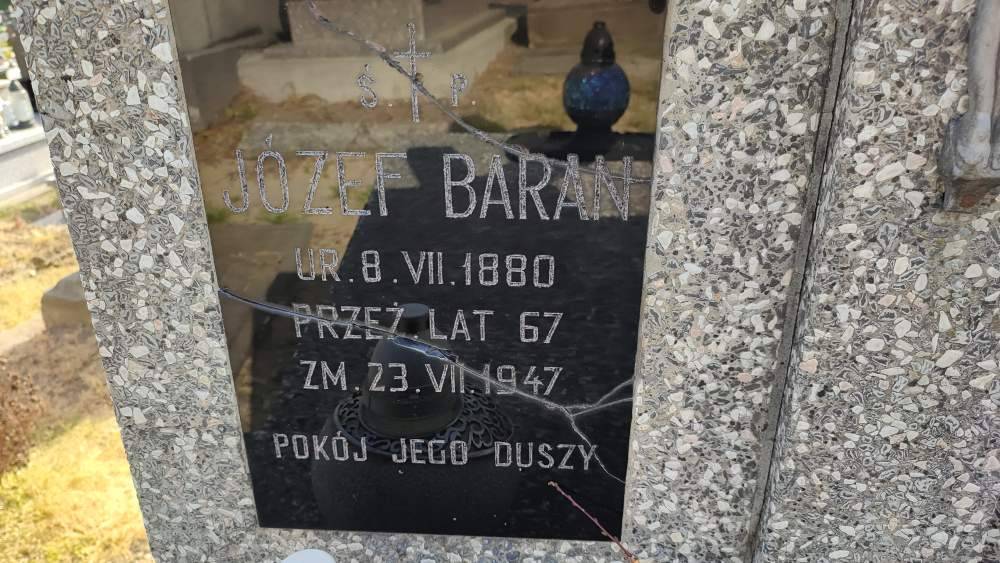 Ś. P.
JÓZEF BARAN
UR. 8. VII. 1880
PRZEŻ. LAT 67
ZM. 23. VII. 1947
POKÓJ JEGO DUSZY